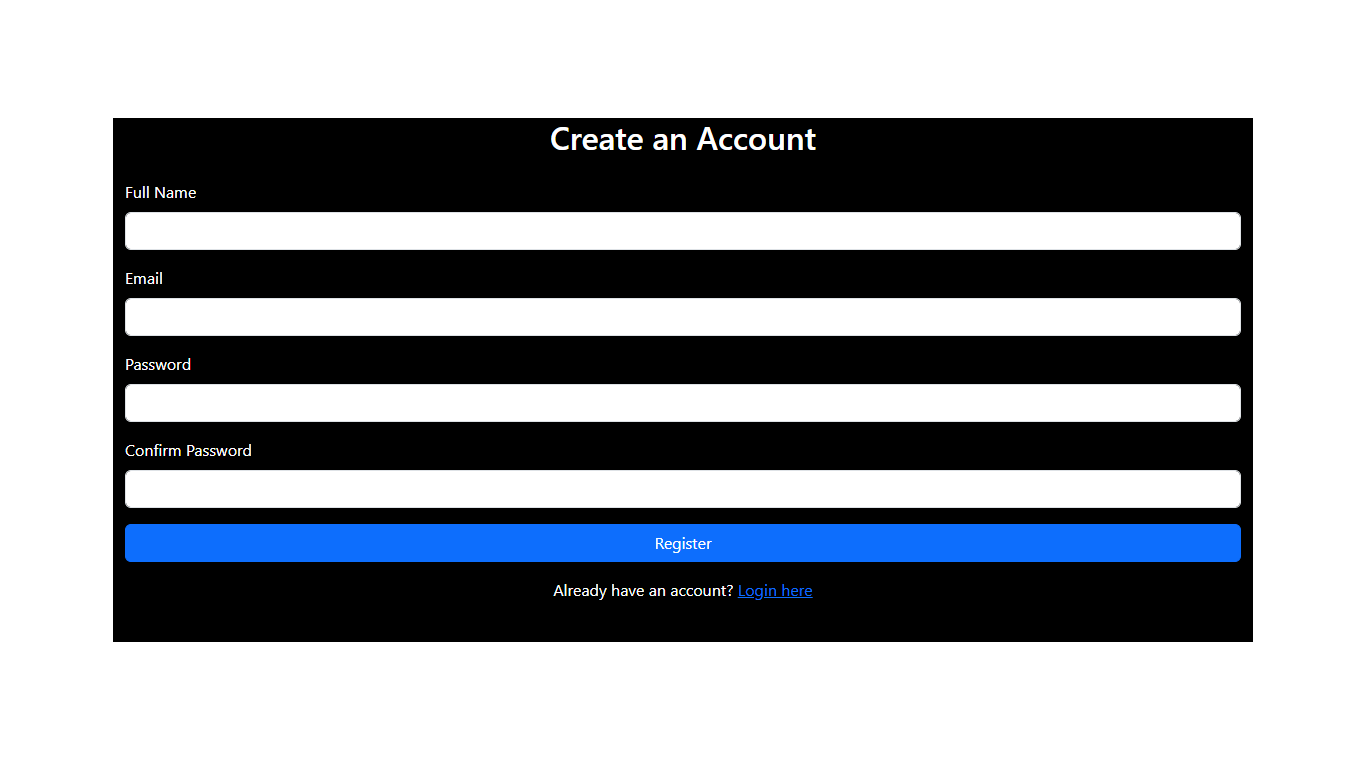 Create an Account
Full Name
Email
Password
Confirm Password
Register
Already have an account? Login here